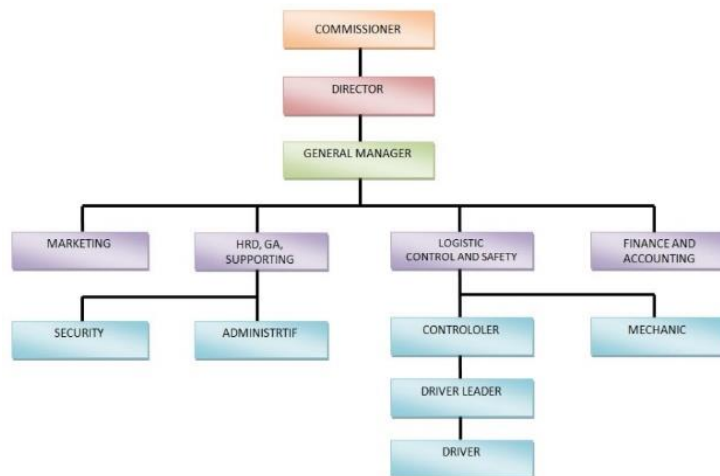 COMMISSIONER
DIRECTOR
GENERAL MANAGER
MARKETING
HRD, GA,
SUPPORTING
LOGISTIC
CONTROL AND SAFETY
FINANCE AND
ACCOUNTING
SECURITY
ADMINISTRTIF
CONTROLOLER
MECHANIC
DRIVER LEADER
DRIVER